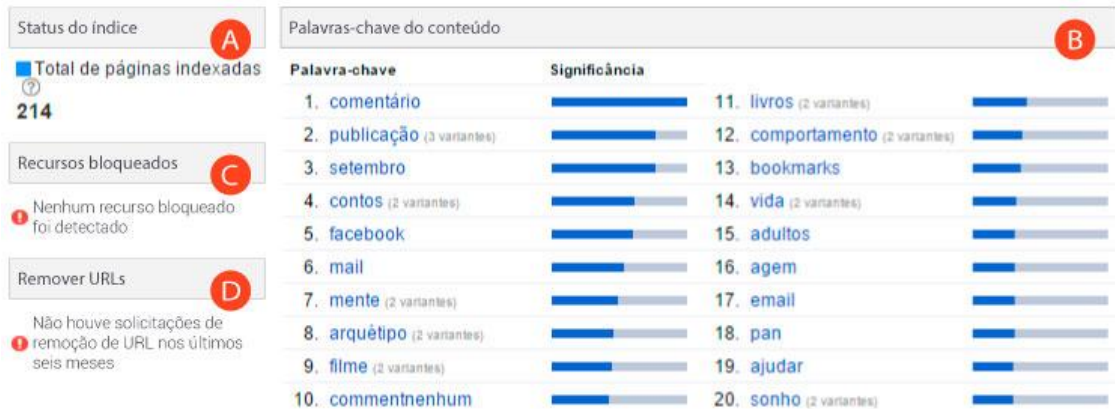 Status do índice
A
Total de páginas indexadas
?
214
Recursos bloqueados
C
Nenhum recurso bloqueado
foi detectado
Remover URLs
D
Não houve solicitações de
remoção de URL nos últimos
seis meses
Palavras-chave do conteúdo
B
Palavra-chave Significância
1. comentário
2. publicação (3 variantes)
3. setembro
4. contos (2 variantes)
5. facebook
6. mail
7. mente (2 variantes)
8. arquétipo (2 variantes)
9. filme (2 variantes)
10. commentnenhum
11. livros (2 variantes)
12. comportamento (2 variantes)
13. bookmarks
14. vida (2 variantes)
15. adultos
16. agem
17. email
18. pan
19. ajudar
20. sonho (2 variantes)